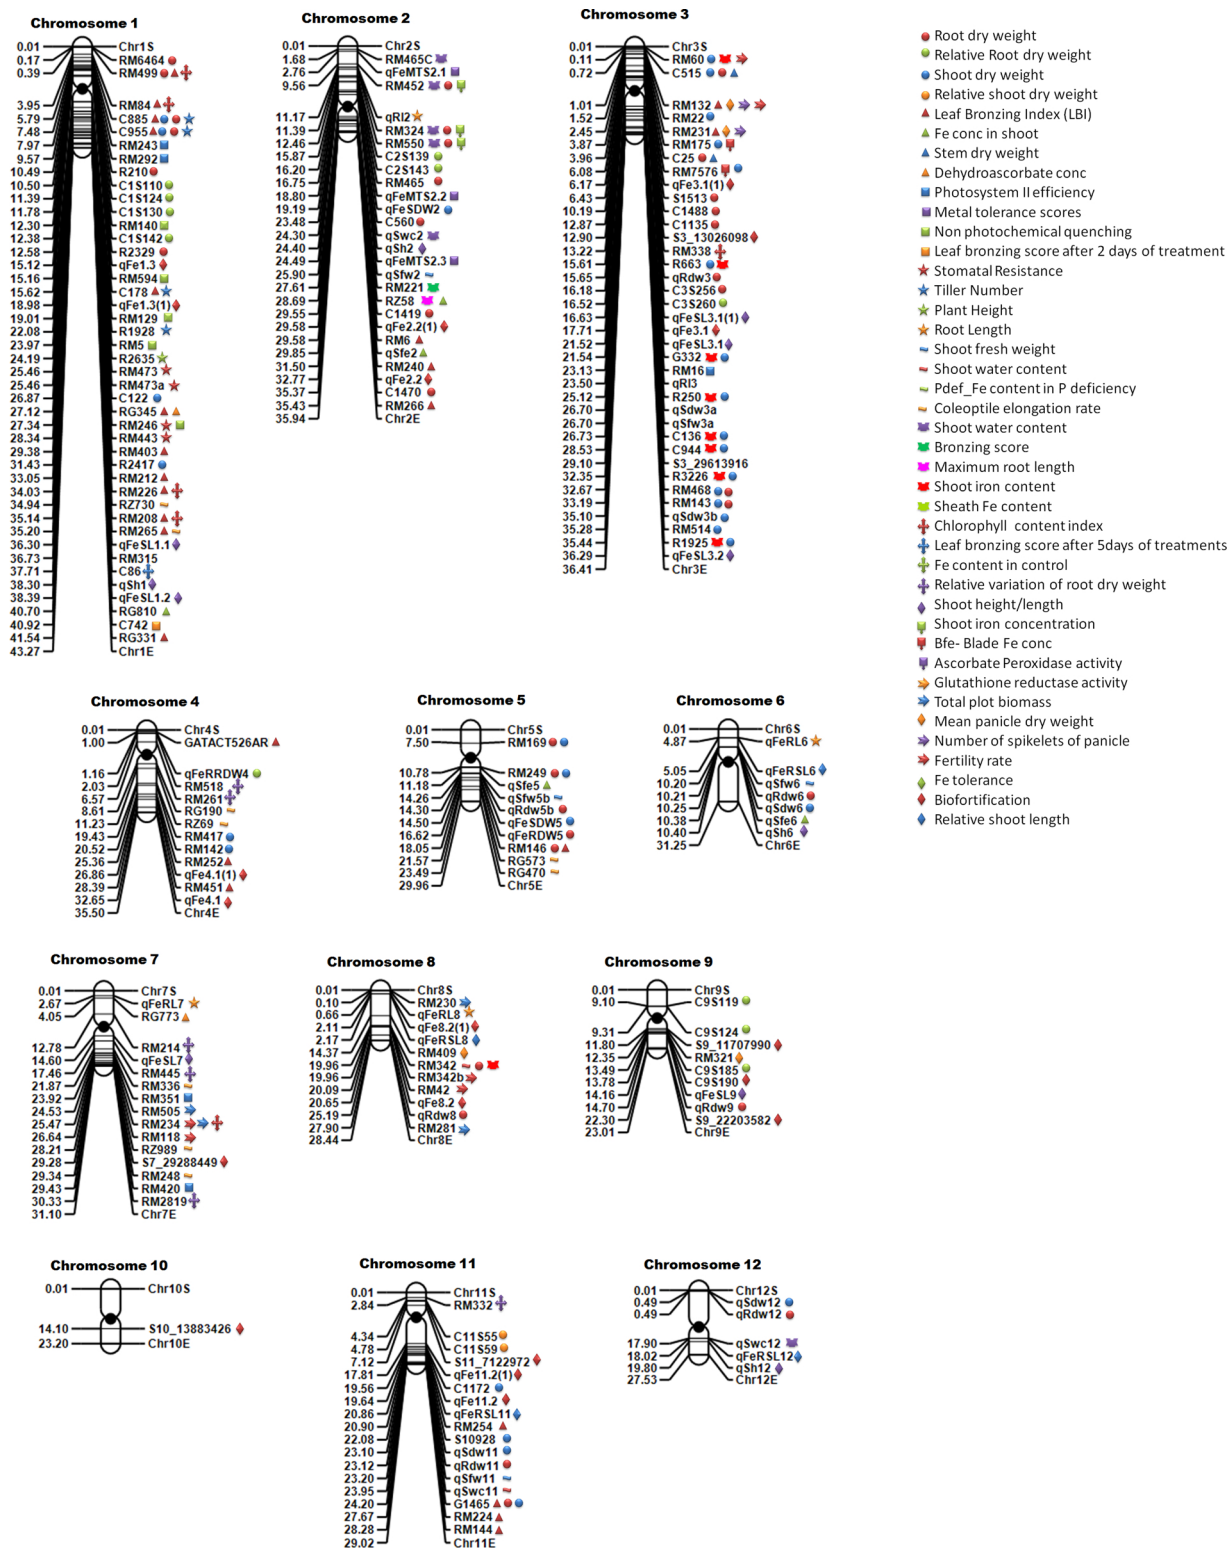 Chromosome 1
0.01 Chr1S
0.17 RM6464
0.39 RM499
3.95 RM84
5.79 C885
7.48 C955
7.97 RM243
9.57 RM292
10.49 R210
10.50 C1S110
11.39 C1S124
11.78 C1S130
12.30 RM140
12.38 C1S142
12.58 R2329
15.12 qFe1.3
15.16 RM594
15.62 C178
18.98 qFe1.3(1)
19.01 RM129
22.08 R1928
23.97 RM5
24.19 R2635
25.46 RM473
25.46 RM473a
26.87 C122
27.12 RG345
27.34 RM246
28.34 RM443
29.38 RM403
31.43 R2417
33.05 RM212
34.03 RM226
34.94 RZ730
35.14 RM208
35.20 RM265
36.30 qFeSL1.1
36.73 RM315
37.71 C86
38.30 qSh1
38.39 qFeSL1.2
40.70 RG810
40.92 C742
41.54 RG331
43.27 Chr1E
Chromosome 2
0.01 Chr2S
1.68 RM465C
2.76 qFeMTS2.1
9.56 RM452
11.17 qRl2
11.39 RM324
12.46 RM550
15.87 C2S139
16.20 C2S143
16.75 RM465
18.80 qFeMTS2.2
19.19 qFeSDW2
23.48 C560
24.30 qSwc2
24.40 qSh2
24.49 qFeMTS2.3
25.90 qSfw2
27.61 RM221
28.69 RZ58
29.55 C1419
29.58 qFe2.2(1)
29.58 RM6
29.85 qSfe2
31.50 RM240
32.77 qFe2.2
35.37 C1470
35.43 RM266
35.94 Chr2E
Chromosome 3
0.01 Chr3S
0.11 RM60
0.72 C515
1.01 RM132
1.52 RM22
2.45 RM231
3.87 RM175
3.96 C25
6.08 RM7576
6.17 qFe3.1(1)
6.43 S1513
10.19 C1488
12.87 C1135
12.90 S3_13026098
13.22 RM338
15.61 R663
15.65 qRdw3
16.18 C3S256
16.52 C3S260
16.63 qFeSL3.1(1)
17.71 qFe3.1
21.52 qFeSL3.1
21.54 G332
23.13 RM16
23.50 qRl3
25.12 R250
26.70 qSdw3a
26.70 qSfw3a
26.73 C136
28.53 C944
29.10 S3_29613916
32.35 R3226
32.67 RM468
33.19 RM143
35.10 qSdw3b
35.28 RM514
35.44 R1925
36.29 qFeSL3.2
36.41 Chr3E
Root dry weight
Relative Root dry weight
Shoot dry weight
Relative shoot dry weight
Leaf Bronzing Index (LBI)
Fe conc in shoot
Stem dry weight
Dehydroascorbate conc
Photosystem II efficiency
Metal tolerance scores
Non photochemical quenching
Leaf bronzing score after 2 days of treatment
Stomatal Resistance
Tiller Number
Plant Height
Root Length
Shoot fresh weight
Shoot water content
Pdef_Fe content in P deficiency
Coleoptile elongation rate
Shoot water content
Bronzing score
Maximum root length
Shoot iron content
Sheath Fe content
Chlorophyll content index
Leaf bronzing score after 5days of treatments
Fe content in control
Relative variation of root dry weight
Shoot height/length
Shoot iron concentration
Bfe- Blade Fe conc
Ascorbate Peroxidase activity
Glutathione reductase activity
Total plot biomass
Mean panicle dry weight
Number of spikelets of panicle
Fertility rate
Fe tolerance
Biofortification
Relative shoot length
Chromosome 4
0.01 Chr4S
1.00 GATACT526AR
1.16 qFeRRDW4
2.03 RM518
6.57 RM261
8.61 RG190
11.23 RZ69
19.43 RM417
20.52 RM142
25.36 RM252
26.86 qFe4.1(1)
28.39 RM451
32.65 qFe4.1
35.50 Chr4E
Chromosome 5
0.01 Chr5S
7.50 RM169
10.78 RM249
11.18 qSfe5
14.26 qSfw5b
14.30 qRdw5b
14.50 qFeSDW5
16.62 qFeRDW5
18.05 RM146
21.57 RG573
23.49 RG470
29.96 Chr5E
Chromosome 6
0.01 Chr6S
4.87 qFeRL6
5.05 qFeRSL6
10.20 qSfw6
10.21 qRdw6
10.25 qSdw6
10.38 qSfe6
10.40 qSh6
31.25 Chr6E
Chromosome 7
0.01 Chr7S
2.67 qFeRL7
4.05 RG773
12.78 RM214
14.60 qFeSL7
17.46 RM445
21.87 RM336
23.92 RM351
24.53 RM505
25.47 RM234
26.64 RM118
28.21 RZ989
29.28 S7_29288449
29.34 RM248
29.43 RM420
30.33 RM2819
31.10 Chr7E
Chromosome 8
0.01 Chr8S
0.10 RM230
0.66 qFeRL8
2.11 qFe8.2(1)
2.17 qFeRSL8
14.37 RM409
19.96 RM342
19.96 RM342b
20.09 RM42
20.65 qFe8.2
25.19 qRdw8
27.90 RM281
28.44 Chr8E
Chromosome 9
0.01 Chr9S
9.10 C9S119
9.31 C9S124
11.80 S9_11707990
12.35 RM321
13.49 C9S185
13.78 C9S190
14.16 qFeSL9
14.70 qRdw9
22.30 S9_22203582
23.01 Chr9E
Chromosome 10
0.01 Chr10S
14.10 S10_13883426
23.20 Chr10E
Chromosome 11
0.01 Chr11S
2.84 RM332
4.34 C11S55
4.78 C11S59
7.12 S11_7122972
17.81 qFe11.2(1)
19.56 C1172
19.64 qFe11.2
20.86 qFeRSL11
20.90 RM254
22.08 S10928
23.10 qSdw11
23.12 qRdw11
23.20 qSfw11
23.95 qSwc11
24.20 G1465
27.67 RM224
28.28 RM144
29.02 Chr11E
Chromosome 12
0.01 Chr12S
0.49 qSdw12
0.49 qRdw12
17.90 qSwc12
18.02 qFeRSL12
19.80 qSh12
27.53 Chr12E